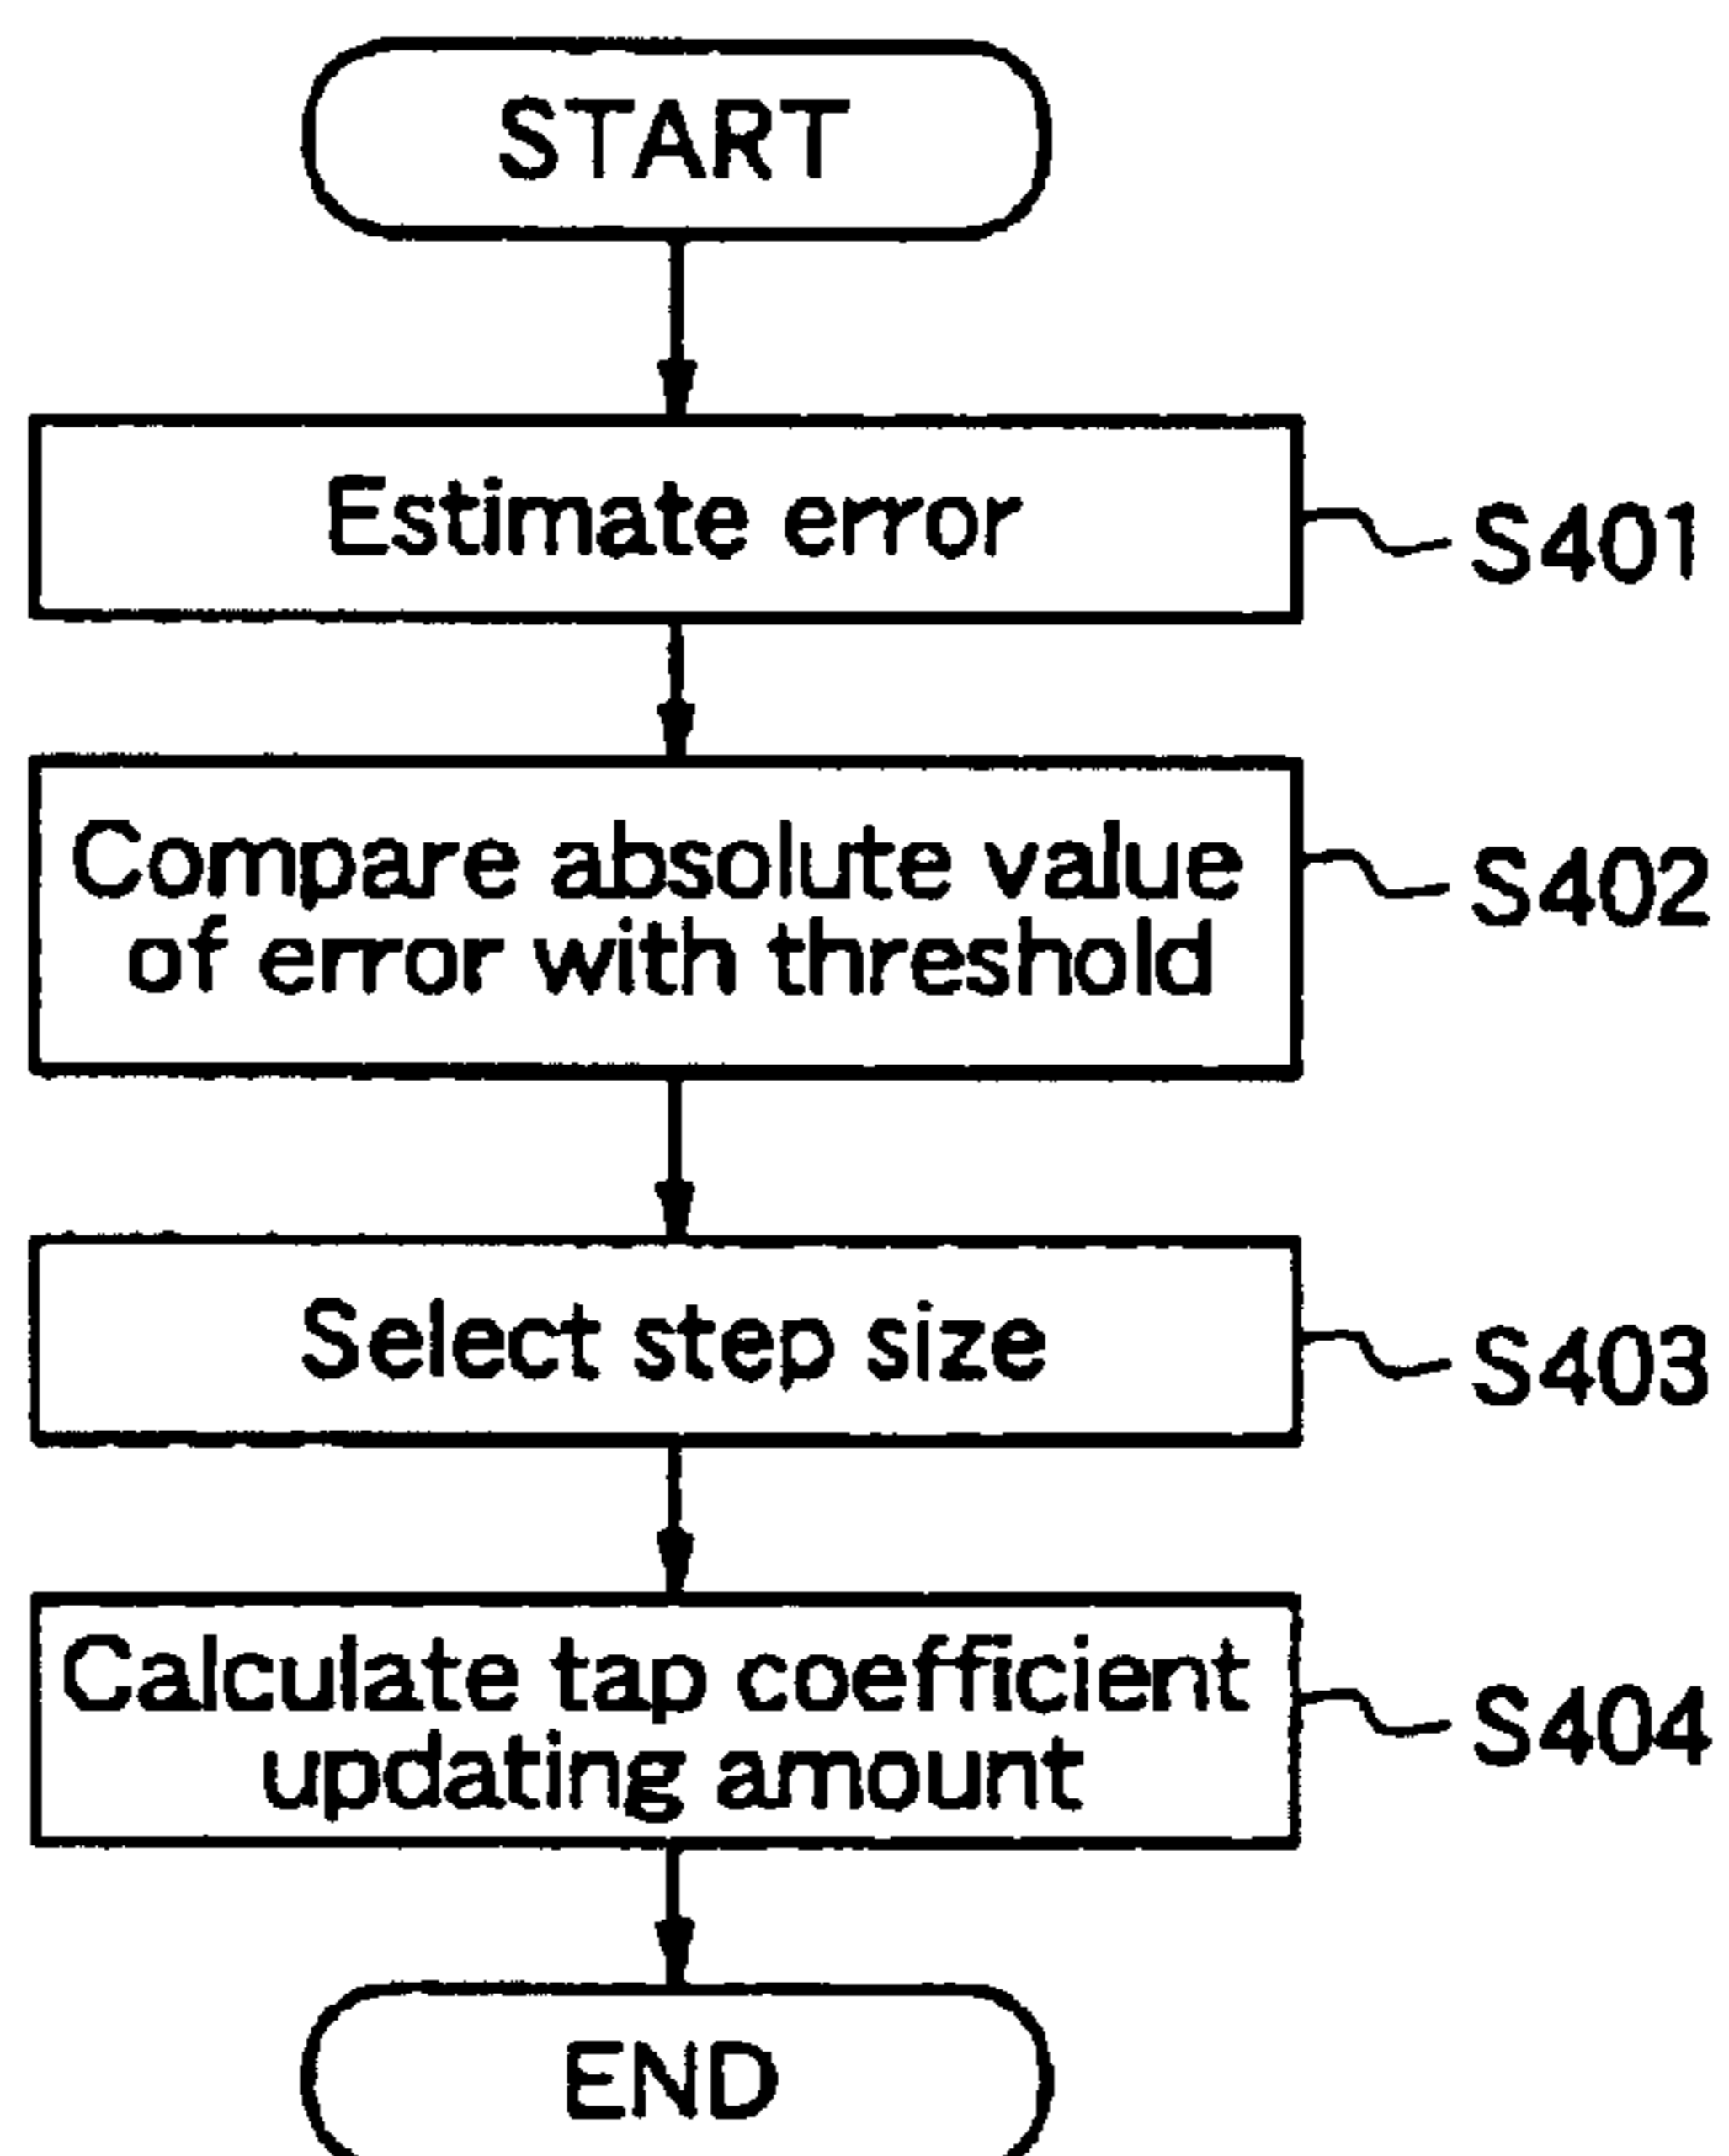 START
Estimate error
S401
Compare absolute value
of error with threshold
S402
Select step size
S403
Calculate tap coefficient
updating amount
S404
END